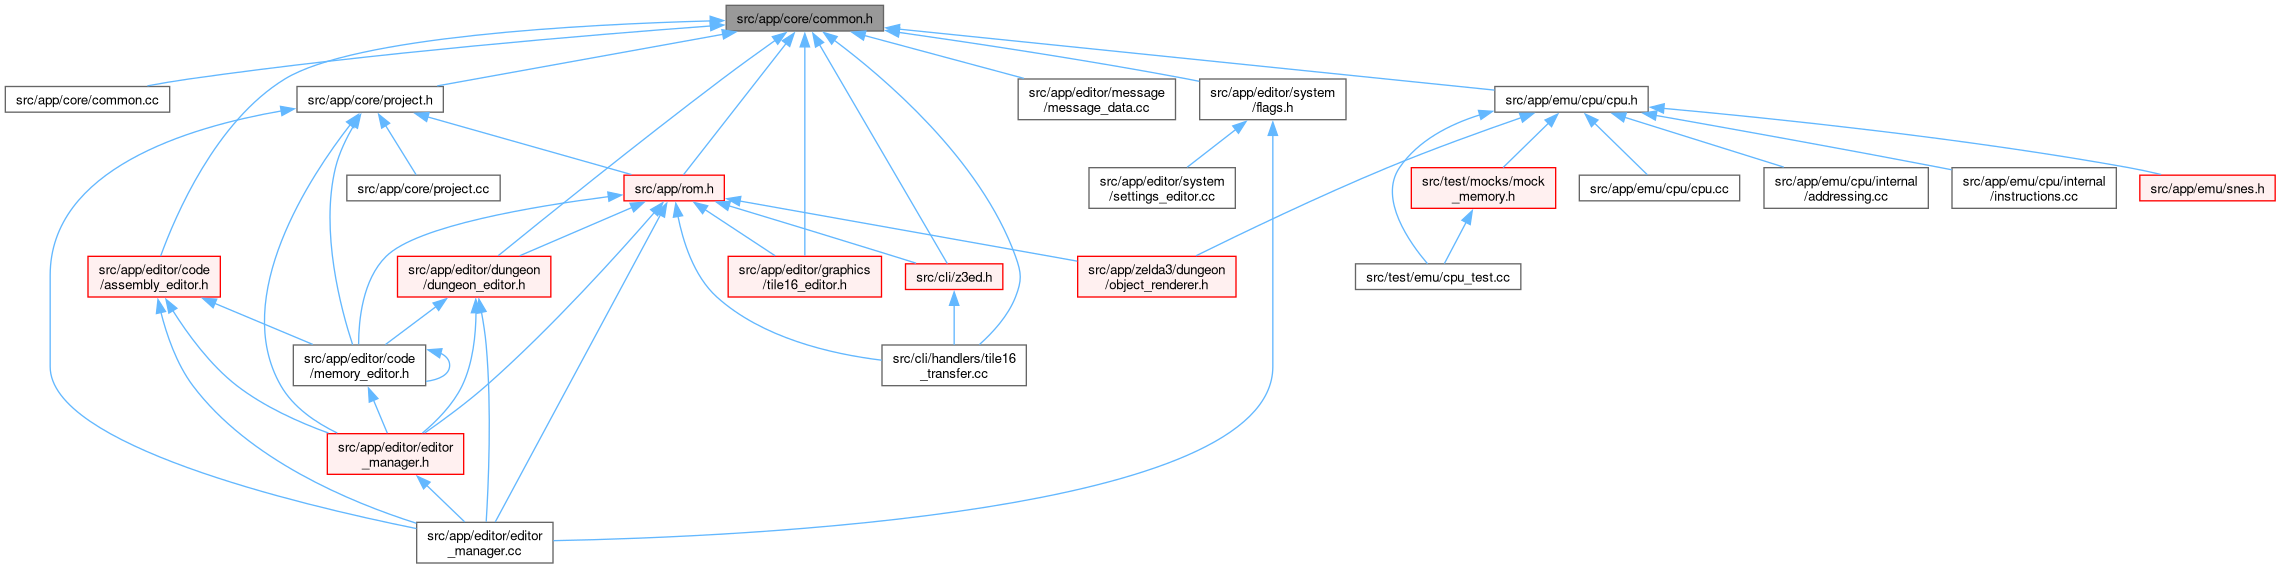 src/app/core/common.h
src/app/core/common.cc
src/app/core/project.h
src/app/editor/message
/message_data.cc
src/app/editor/system
/flags.h
src/app/emu/cpu/cpu.h
src/app/core/project.cc
src/app/rom.h
src/app/editor/system
/settings_editor.cc
src/test/mocks/mock
_memory.h
src/app/emu/cpu/cpu.cc
src/app/emu/cpu/internal
/addressing.cc
src/app/emu/cpu/internal
/instructions.cc
src/app/emu/snes.h
src/app/editor/code
/assembly_editor.h
src/app/editor/dungeon
/dungeon_editor.h
src/app/editor/graphics
/tile16_editor.h
src/cli/z3ed.h
src/app/zelda3/dungeon
/object_renderer.h
src/test/emu/cpu_test.cc
src/app/editor/code
/memory_editor.h
src/cli/handlers/tile16
_transfer.cc
src/app/editor/editor
_manager.h
src/app/editor/editor
_manager.cc